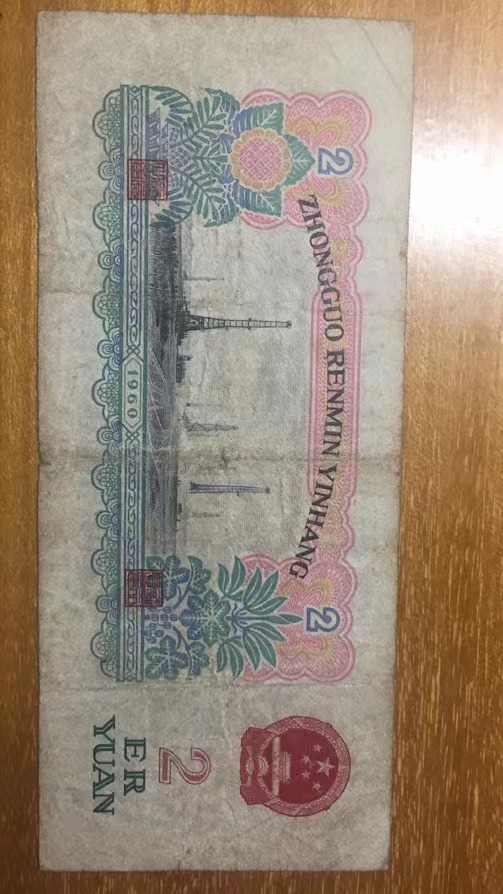 ZHONGGUO RENMIN YINHANG
2
2
1960
2
ER
YUAN